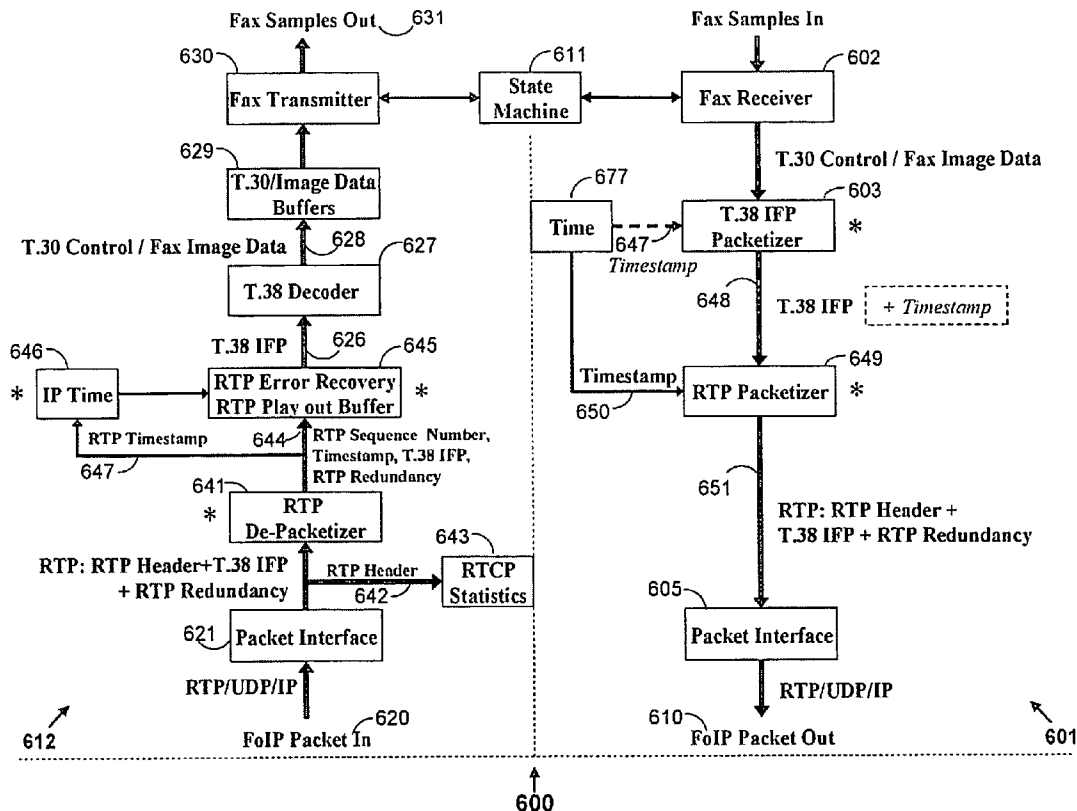 Fax Samples Out
631
Fax Samples In
630
611
602
Fax Transmitter
State
Machine
Fax Receiver
629
T.30/Image Data
Buffers
T.30 Control / Fax Image Data
677
603
Time
T.38 IFP
Packetizer
*
647
Timestamp
T.30 Control / Fax Image Data
628
627
T.38 Decoder
648
T.38 IFP
+ Timestamp
T.38 IFP
626
646
645
649
*
IP Time
RTP Error Recovery
RTP Play out Buffer
*
Timestamp
650
RTP Packetizer
*
RTP Timestamp
647
644
RTP Sequence Number,
Timestamp, T.38 IFP,
RTP Redundancy
641
*
RTP
De-Packetizer
651
RTP: RTP Header +
T.38 IFP + RTP Redundancy
643
RTP: RTP Header+T.38 IFP
+ RTP Redundancy
RTP Header
642
RTCP
Statistics
605
621
Packet Interface
Packet Interface
RTP/UDP/IP
RTP/UDP/IP
612
620
FoIP Packet In
610
FoIP Packet Out
601
600